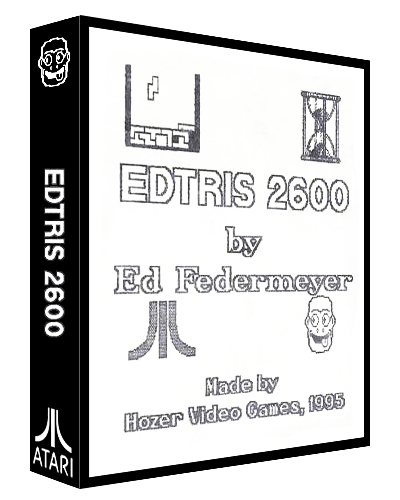 EDTRIS 2600
ATARI
EDTRIS 2600
by
Ed Federmeyer
Made by
Hozer Video Games, 1995